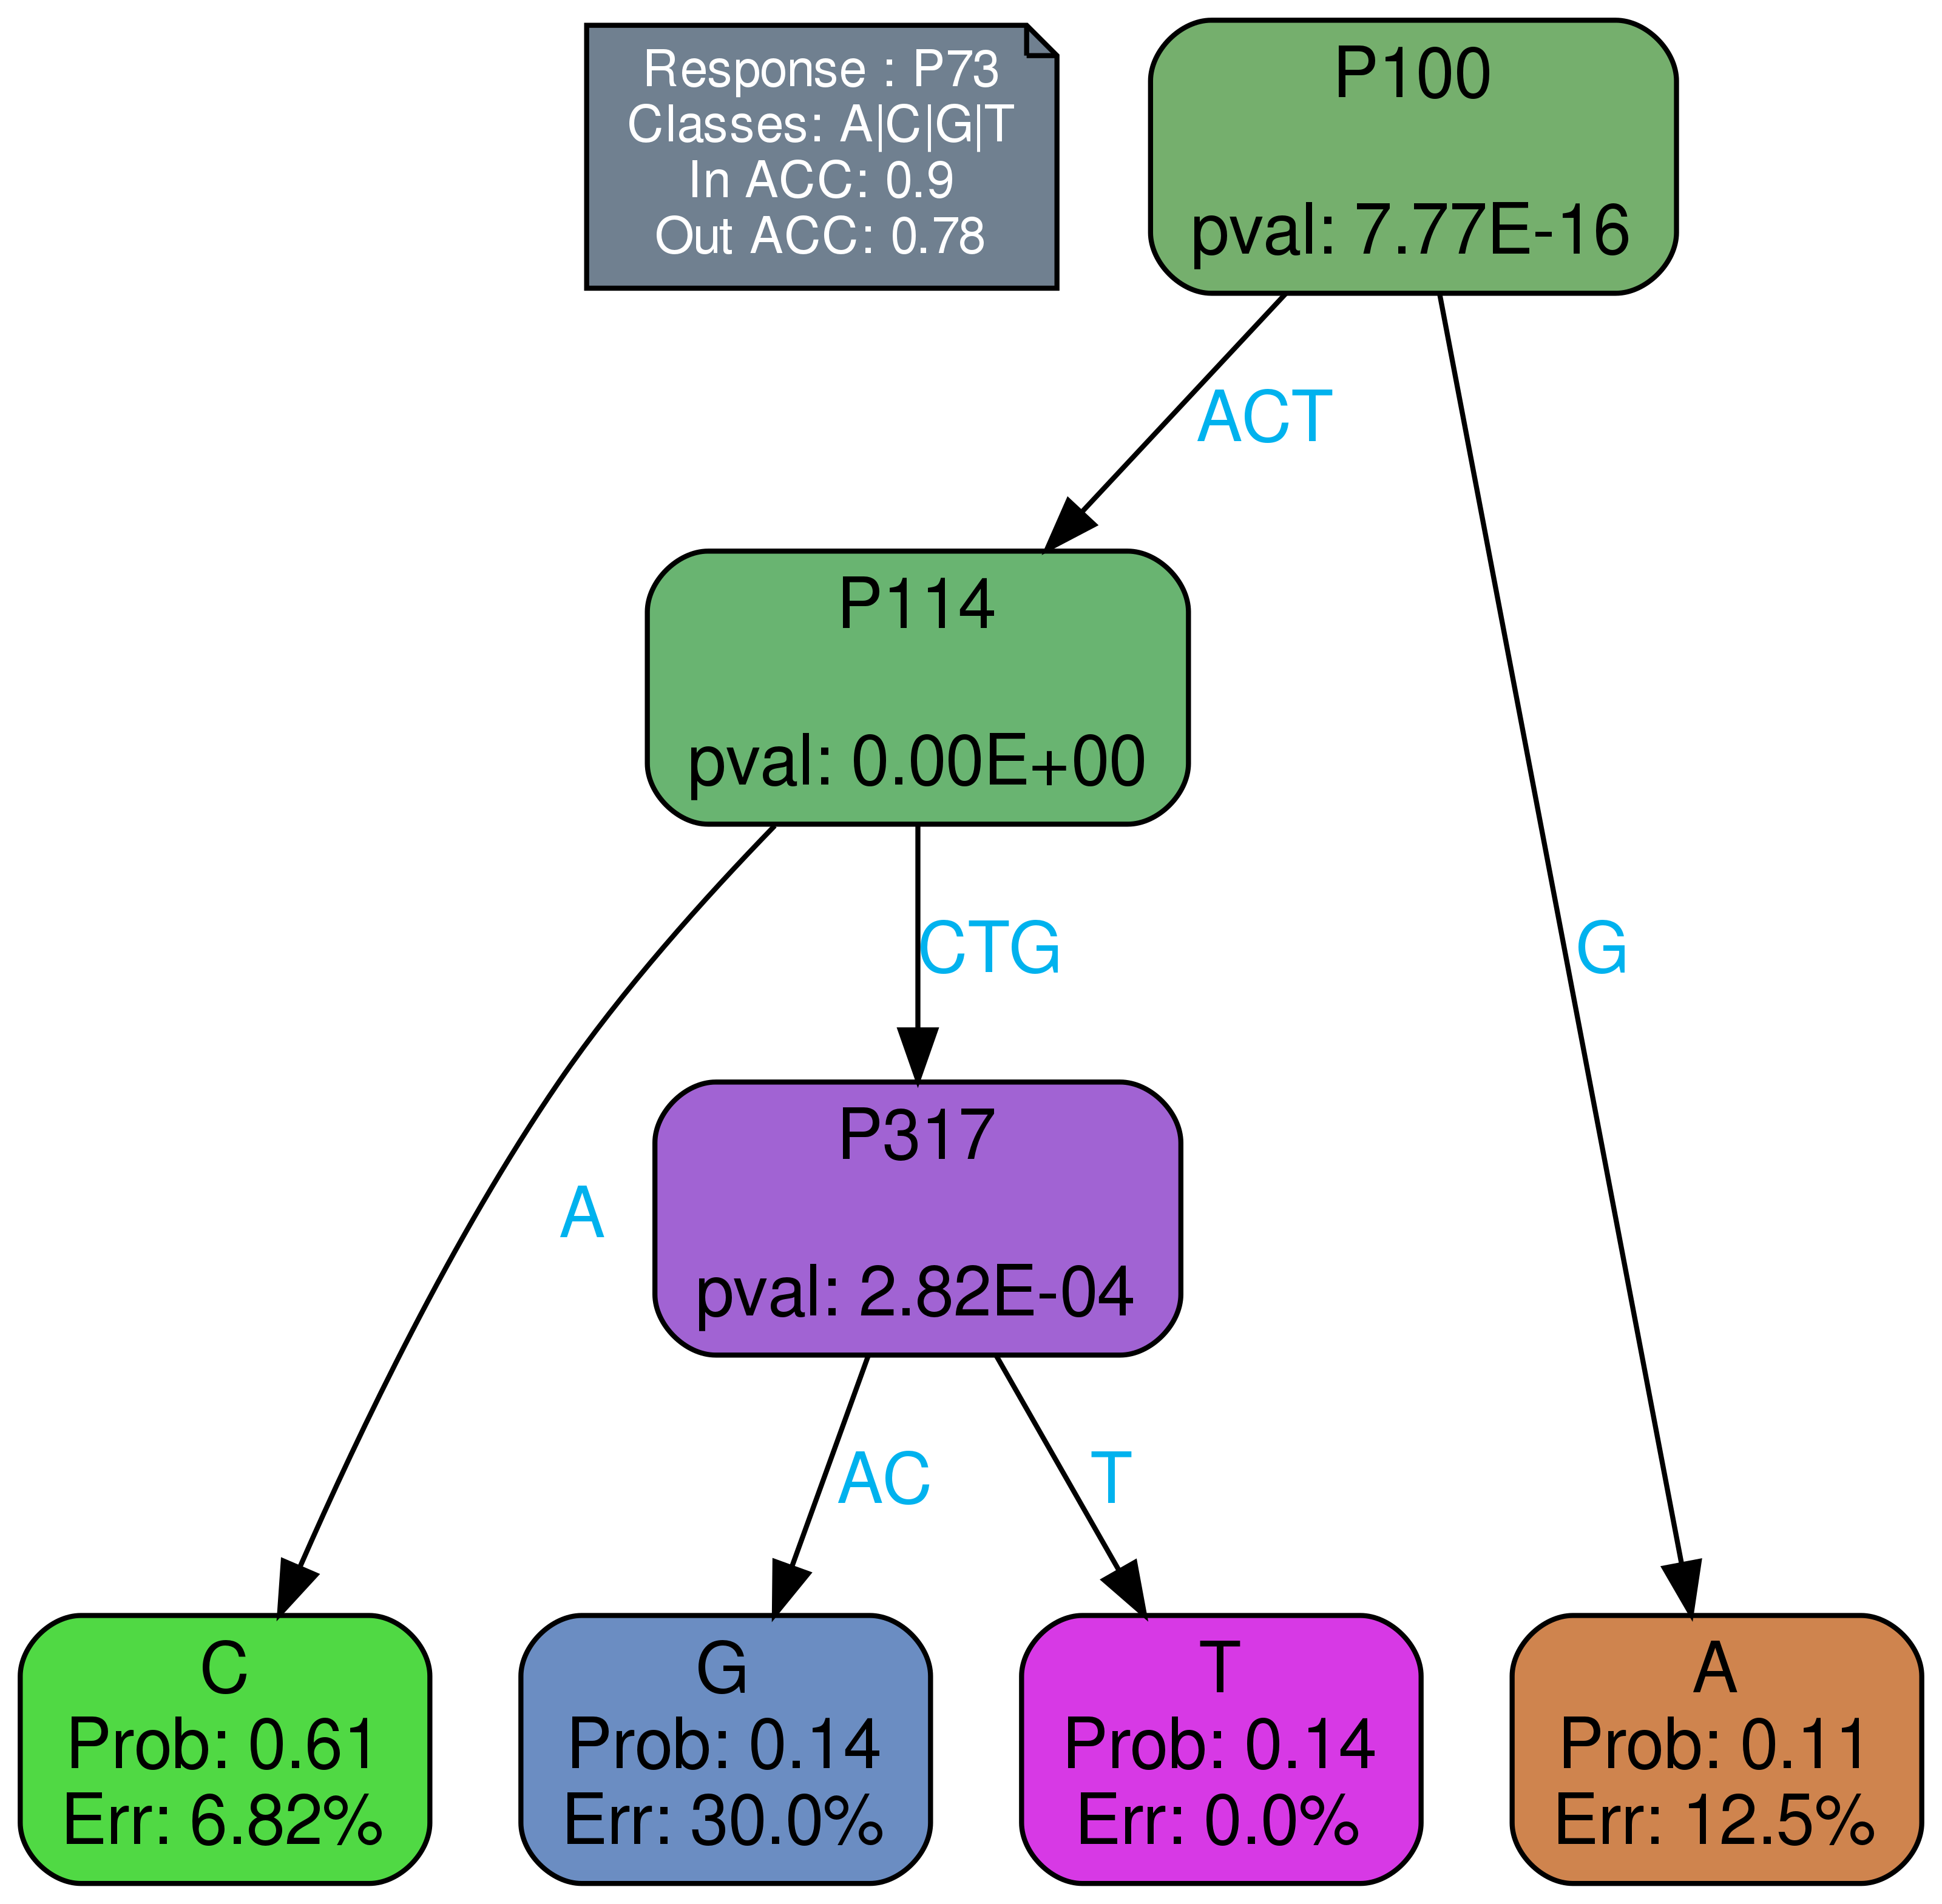 Response : P73
Classes: A|C|G|T
In ACC: 0.9
Out ACC: 0.78
P100
pval: 7.77E-16
ACT
P114
pval: 0.00E+00
CTG
G
P317
pval: 2.82E-04
A
AC
T
C
Prob: 0.61
Err: 6.82%
G
Prob: 0.14
Err: 30.0%
T
Prob: 0.14
Err: 0.0%
A
Prob: 0.11
Err: 12.5%